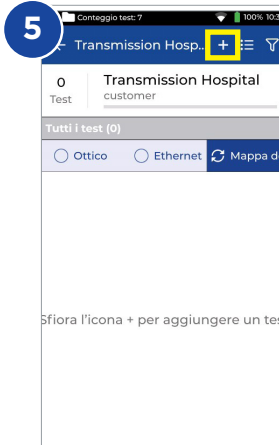 5
Conteggio test: 7 100% 10:3
Transmission Hosp.. +
0 Transmission Hospital
Test customer
Tutti i test (0)
Ottico Ethernet Mappa d
Sfiora l'icona + per aggiungere un tes